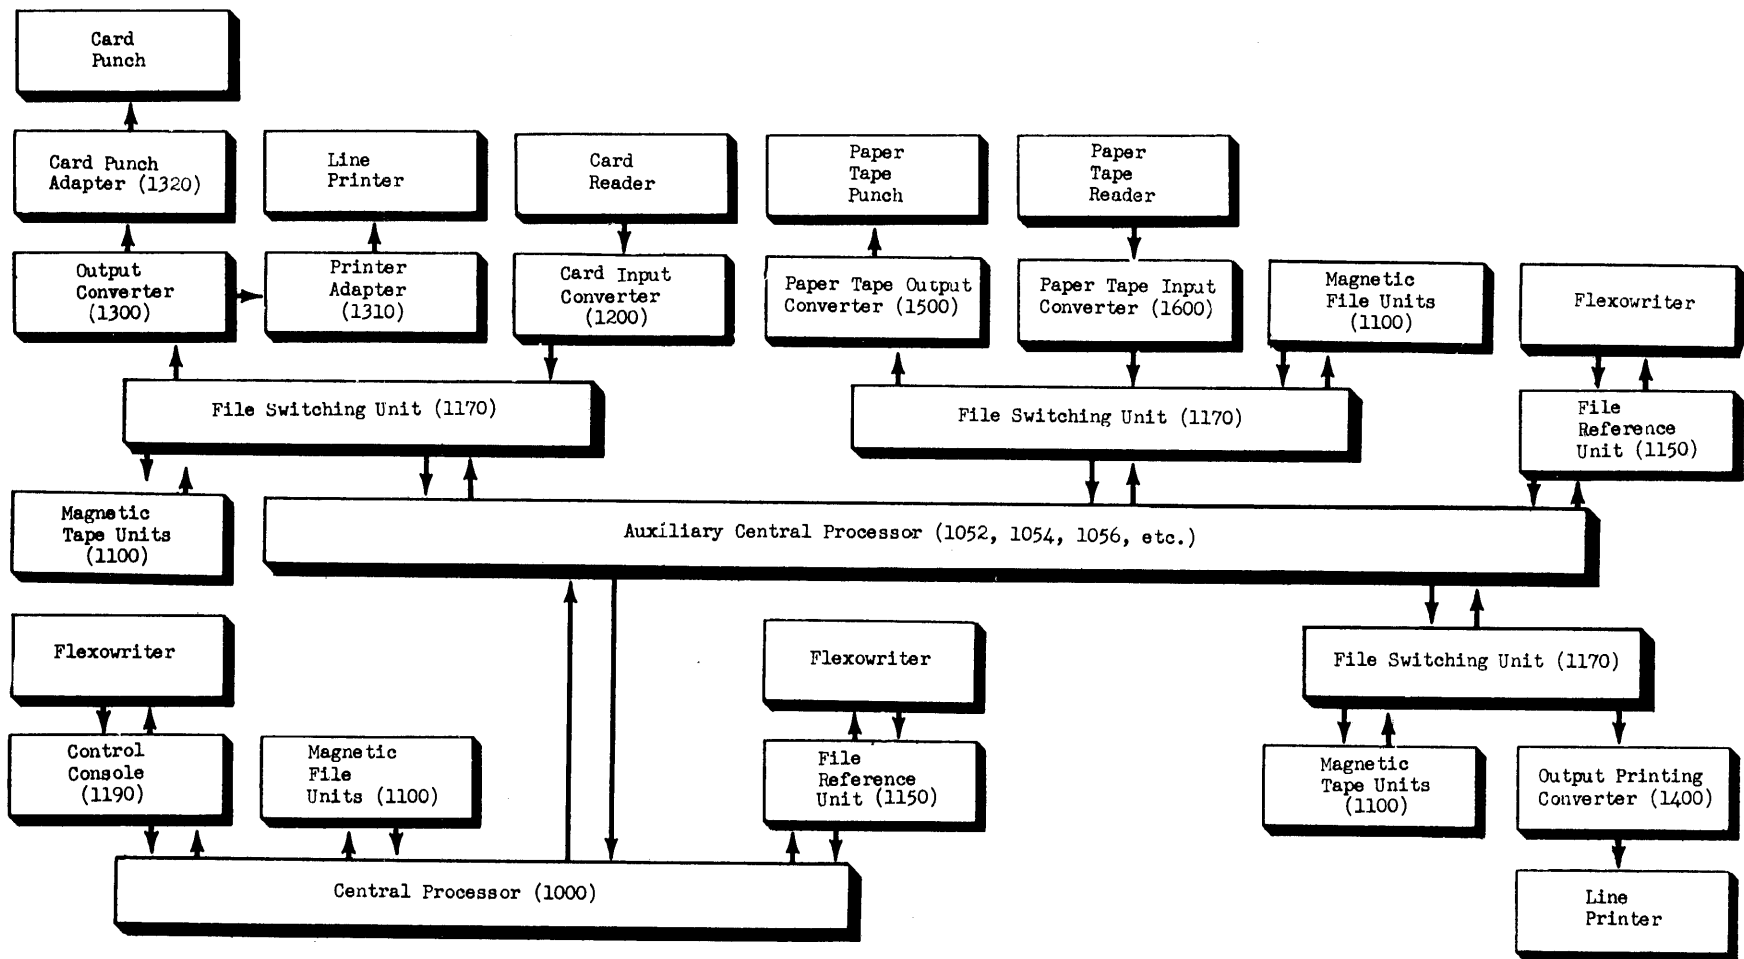 Card
Punch
Card Punch
Adapter (1320)
Line
Printer
Card
Reader
Paper
Tape
Punch
Paper
Tape
Reader
Output
Converter
(1300)
Printer
Adapter
(1310)
Card Input
Converter
(1200)
Paper Tape Output
Converter (1500)
Paper Tape Input
Converter (1600)
Magnetic
File Units
(1100)
Flexowriter
File Switching Unit (1170)
File Switching Unit (1170)
File
Reference
Unit (1150)
Magnetic
Tape Units
(1100)
Auxiliary Central Processor (1052, 1054, 1056, etc.)
Flexowriter
Flexowriter
File Switching Unit (1170)
Control
Console
(1190)
Magnetic
File
Units (1100)
File
Reference
Unit (1150)
Magnetic
Tape Units
(1100)
Output Printing
Converter (1400)
Central Processor (1000)
Line
Printer